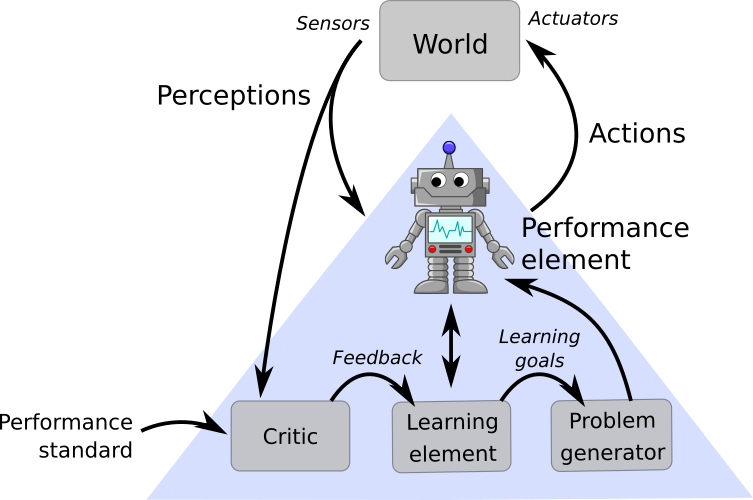 Sensors
World
Actuators
Perceptions
Actions
Performance
element
Feedback
Learning
goals
Performance
standard
Critic
Learning
element
Problem
generator